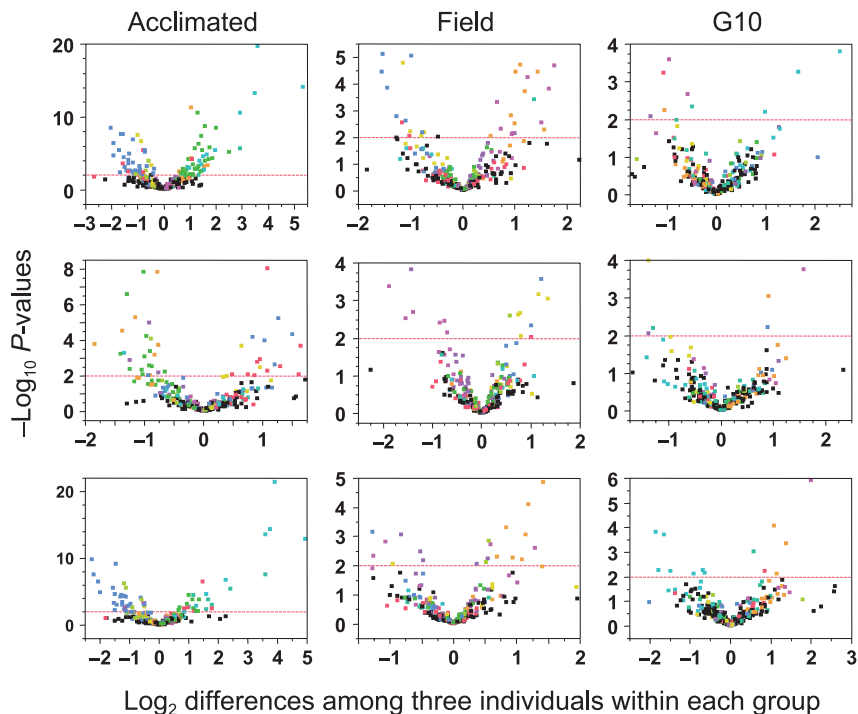 Acclimated Field G10
20 10 0
−3 −2 −1 0 1 2 3 4 5
5 4 3 2 1 0
−2 −1 0 1 2
4 3 2 1 0
−1 0 1 2
−Log10 P-values
8 6 4 2 0
−2 −1 0 1
4 3 2 1 0
−2 −1 0 1 2
4 3 2 1 0
−1 0 1 2
20 10 0
−2 −1 0 1 2 3 4 5
5 4 3 2 1 0
−1 0 1 2
6 5 4 3 2 1 0
−2 −1 0 1 2 3
Log2 differences among three individuals within each group